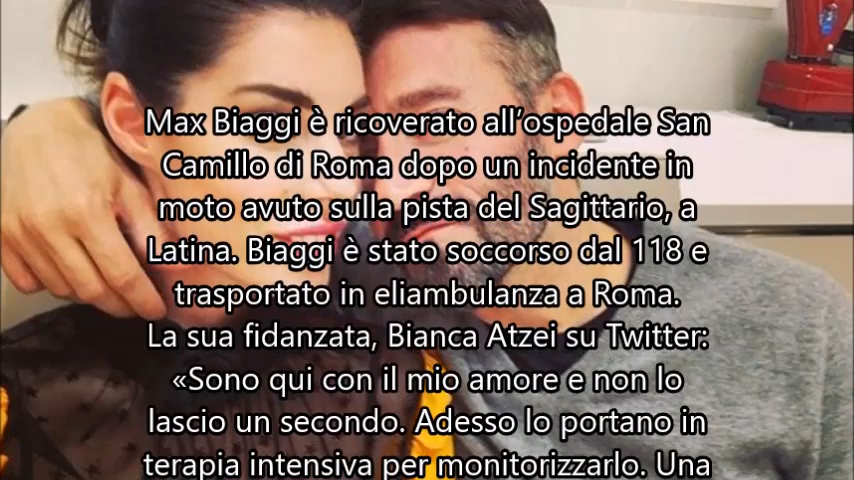 Max Biaggi è ricoverato all’ospedale San
Camillo di Roma dopo un incidente in
moto avuto sulla pista del Sagittario, a
Latina. Biaggi è stato soccorso dal 118 e
trasportato in eliambulanza a Roma.
La sua fidanzata, Bianca Atzei su Twitter:
«Sono qui con il mio amore e non lo
lascio un secondo. Adesso lo portano in
terapia intensiva per monitorizzarlo. Una